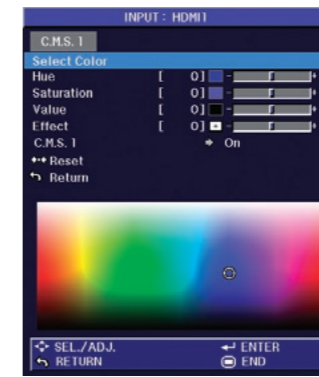 INPUT : HDMI1
C.M.S. 1
Select Color
Hue [ 0] - +
Saturation [ 0] - +
Value [ 0] - +
Effect [ 0] - +
C.M.S. 1 On
Reset
Return
SEL./ADJ. ENTER
RETURN END